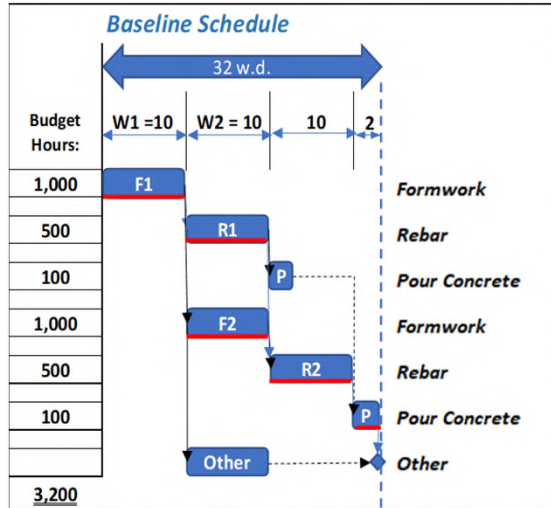 Baseline Schedule
32 w.d.
Budget Hours:
W1 =10
W2 = 10
10
2
1,000
F1
Formwork
500
R1
Rebar
100
P
Pour Concrete
1,000
F2
Formwork
500
R2
Rebar
100
P
Pour Concrete
Other
Other
3,200